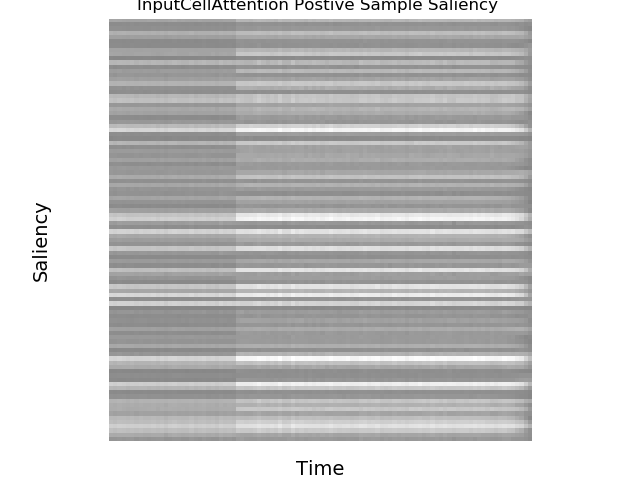 InputCellAttention Postive Sample Saliency
Saliency
Time